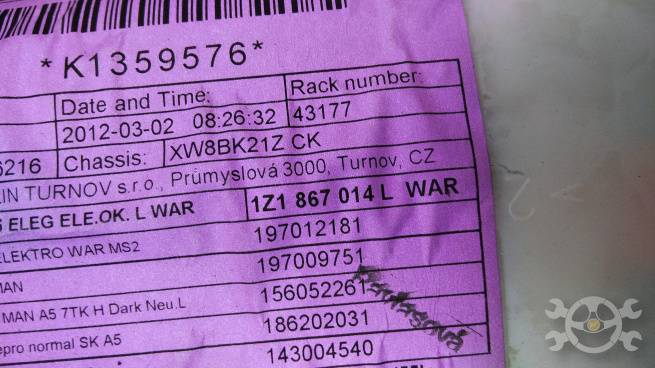 *K1359576*
Date and Time:
Rack number:
2012-03-02 08:26:32
43177
6216
Chassis:
XW8BK21Z CK
LIN TURNOV s.r.o., Průmyslová 3000, Turnov, CZ
ELEG ELE.OK. L WAR
1Z1 867 014 L WAR
ELEKTRO WAR MS2
197012181
MAN
197009751
MAN A5 7TK H Dark Neu.L
156052261
epro normal SK A5
186202031
143004540